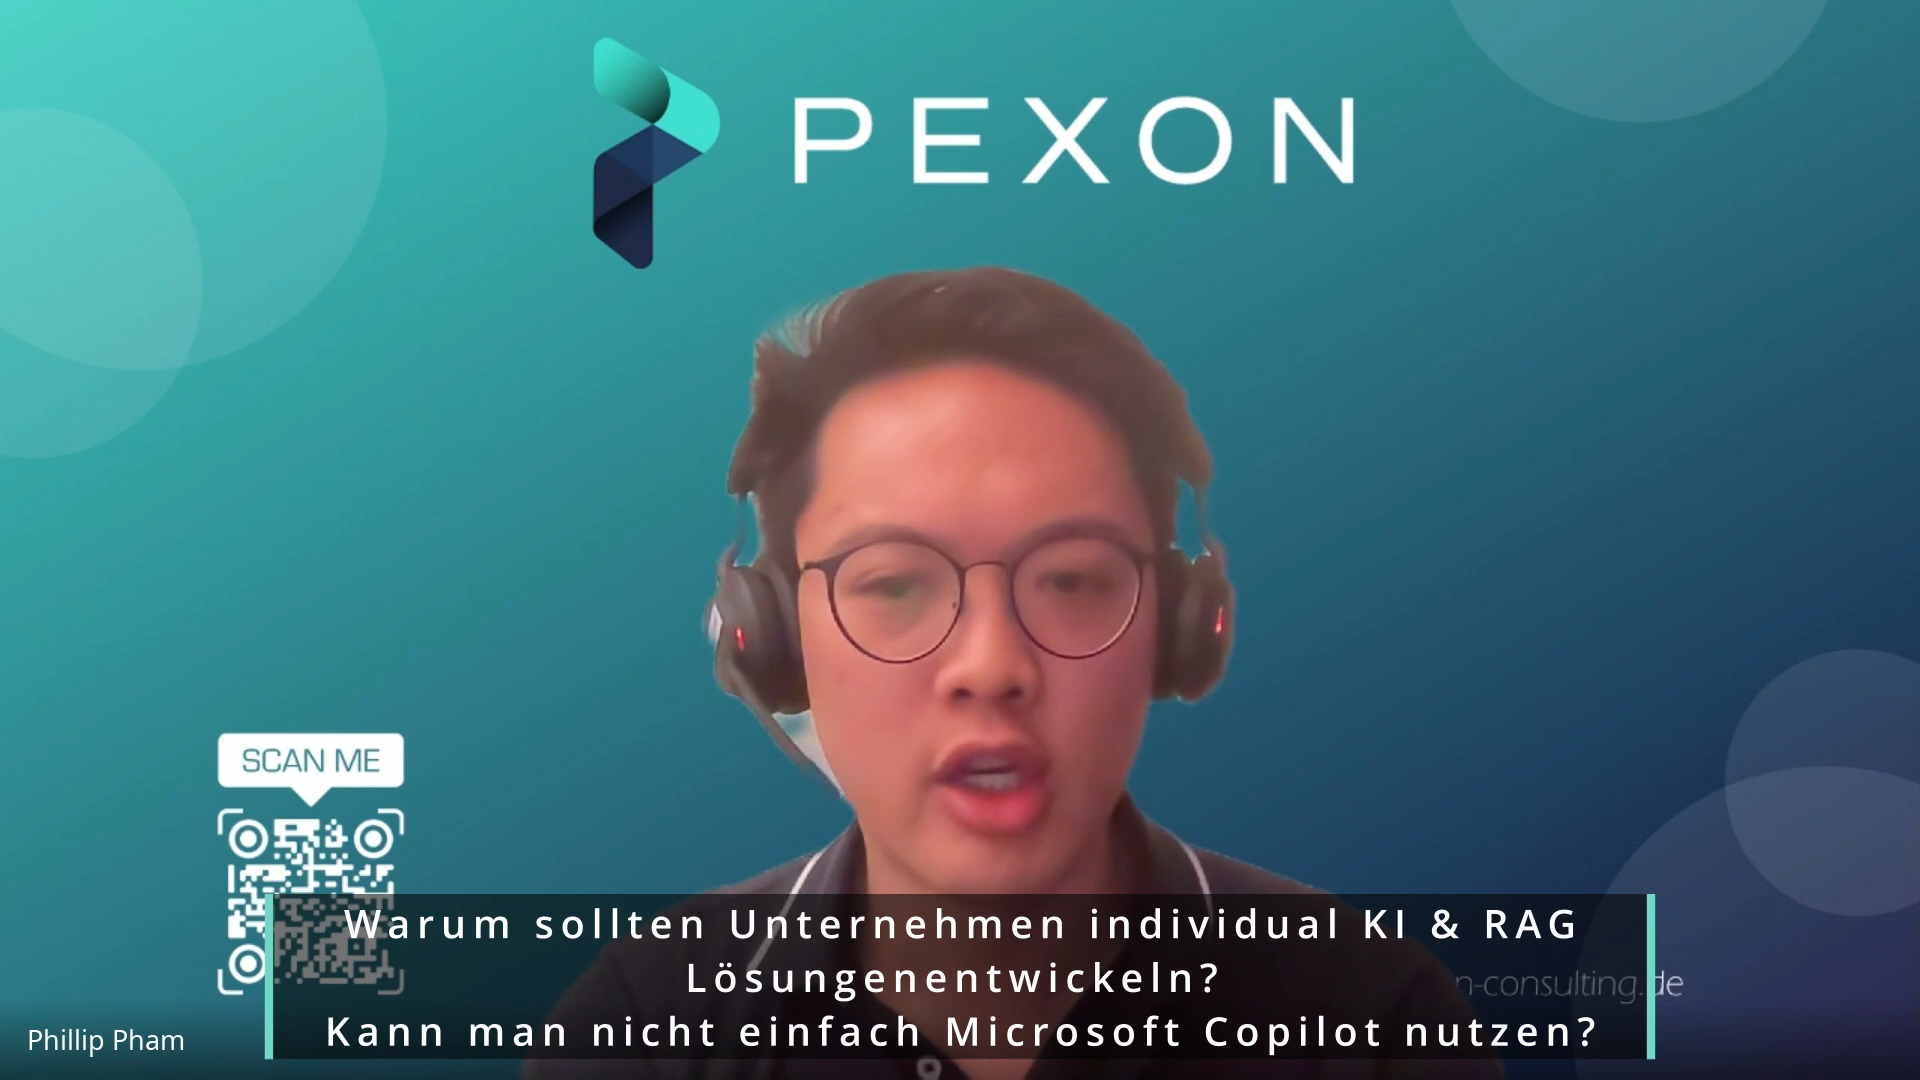 PEXON
SCAN ME
Warum sollten Unternehmen individual KI & RAG
Lösungenentwickeln?
Kann man nicht einfach Microsoft Copilot nutzen?
n-consulting.de
Phillip Pham